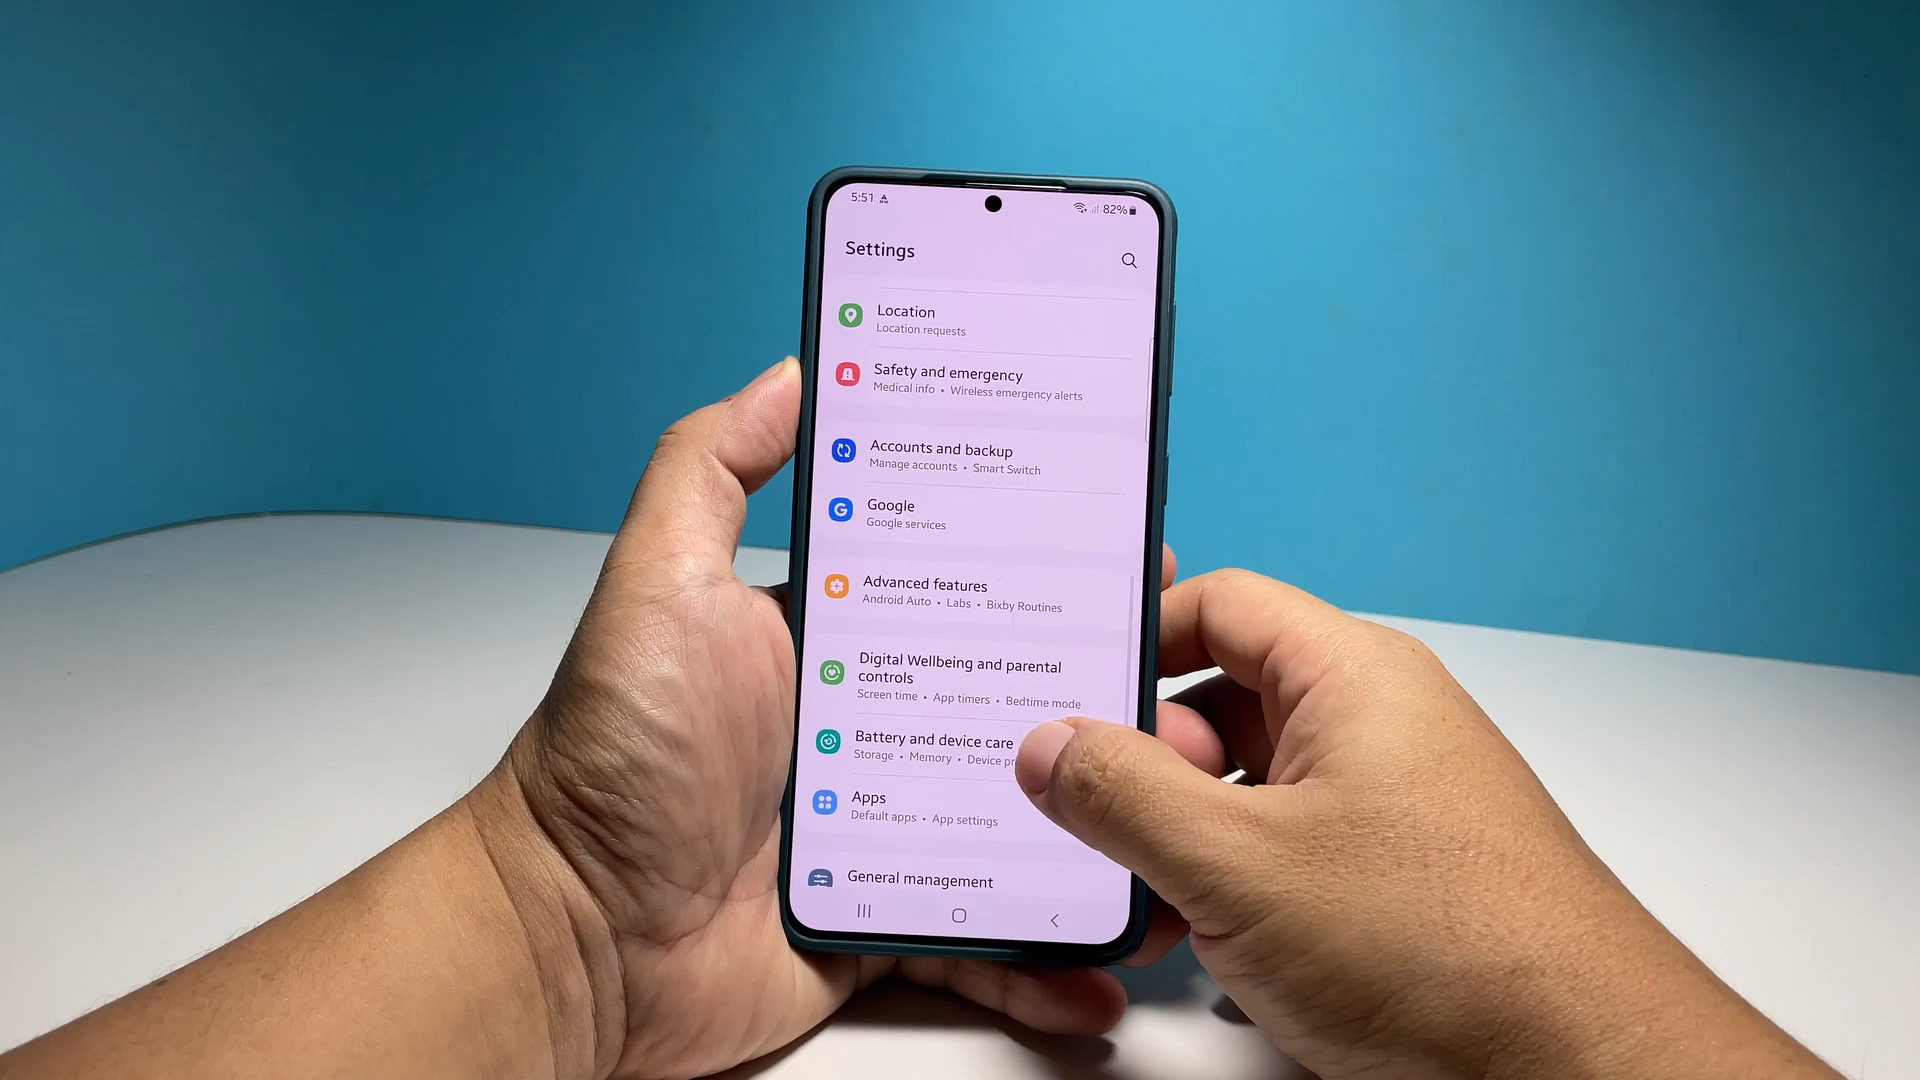 5:51
82%
Settings
Location
Location requests
Safety and emergency
Medical info • Wireless emergency alerts
Accounts and backup
Manage accounts • Smart Switch
G
Google
Google services
Advanced features
Android Auto • Labs • Bixby Routines
Digital Wellbeing and parental
controls
Screen time • App timers • Bedtime mode
Battery and device care
Storage • Memory • Device
Apps
Default apps • App settings
General management